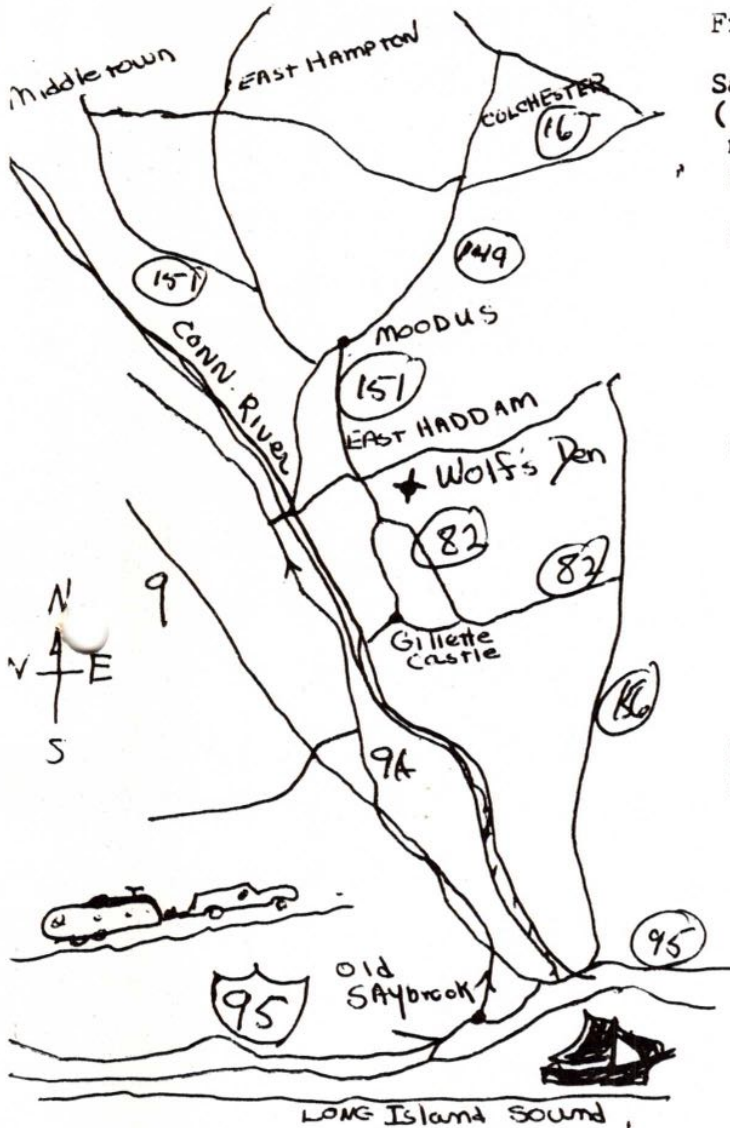 Middletown
EAST HAMPTON
COLCHESTER
16
151
149
MOODUS
CONN. River
151
EAST HADDAM
Wolf's Den
82
82
N
9
E
Gillette
Castle
S
9A
95
Old
SAybrook
95
LONG Island Sound